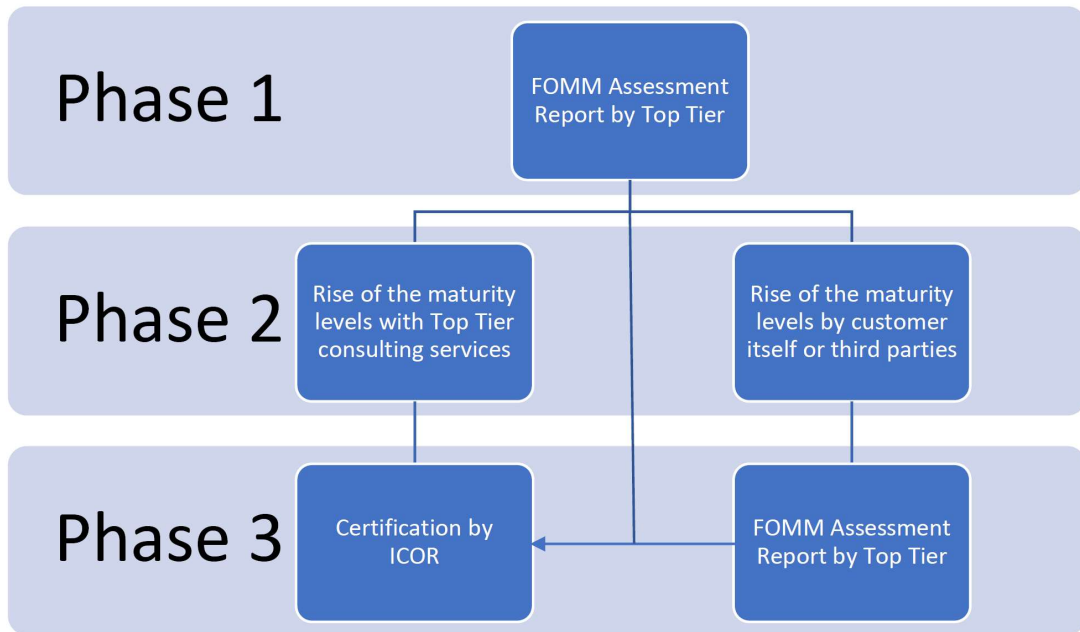 Phase 1
FOMM Assessment
Report by Top Tier
Phase 2
Rise of the maturity
levels with Top Tier
consulting services
Rise of the maturity
levels by customer
itself or third parties
Phase 3
Certification by
ICOR
FOMM Assessment
Report by Top Tier